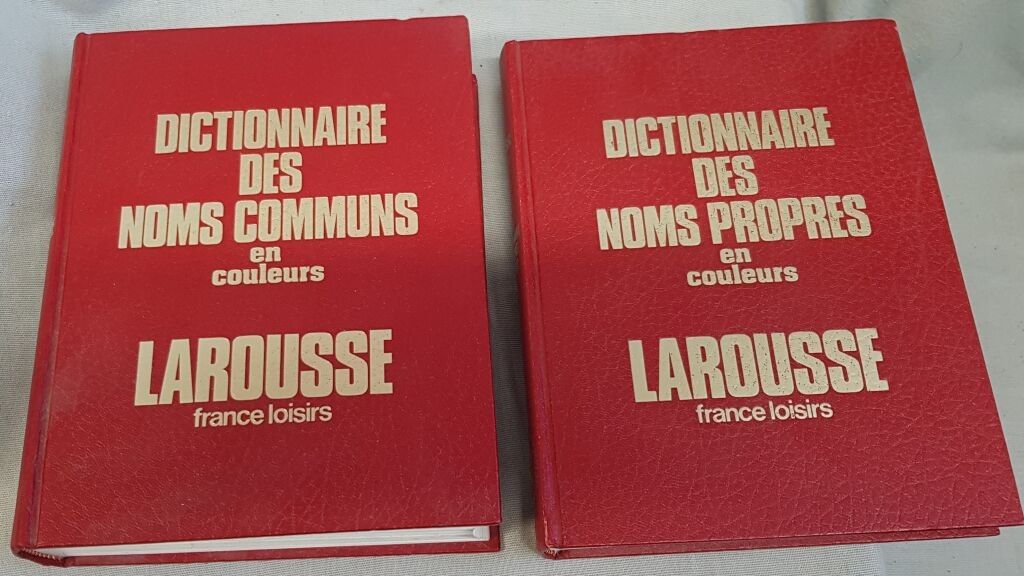 DICTIONNAIRE
DES
NOMS COMMUNS
en
couleurs
LAROUSSE
france loisirs
DICTIONNAIRE
DES
NOMS PROPRES
en
couleurs
LAROUSSE
france loisirs